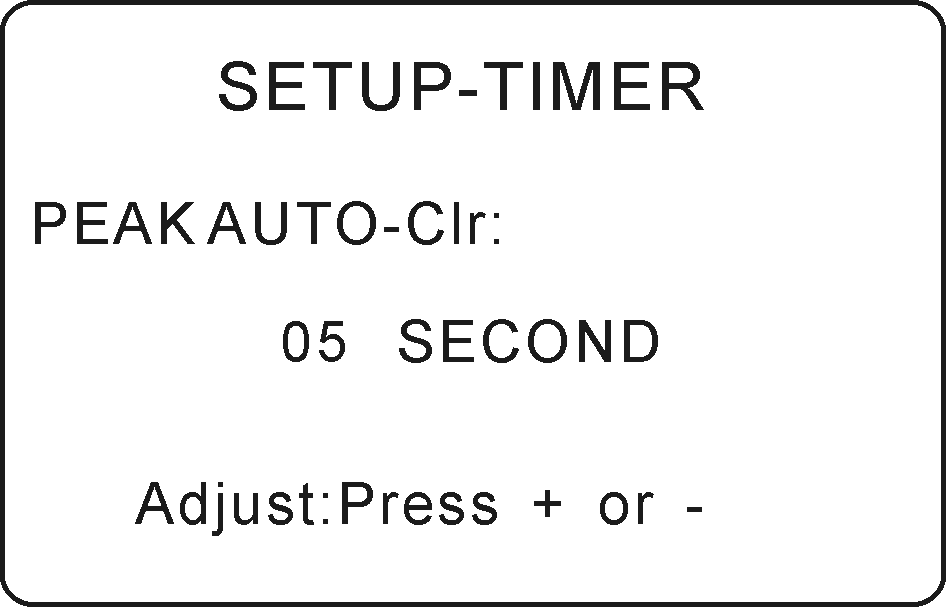 SETUP-TIMER
PEAK AUTO-Clr:
05 SECOND
Adjust:Press + or -